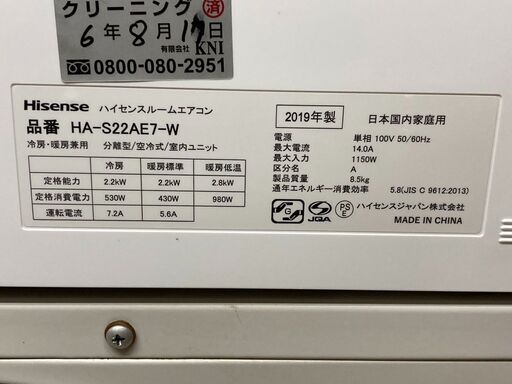 クリーニング 済
6年8月17日
有限会社 KNI
0800-080-2951
Hisense ハイセンスルームエアコン
品番 HA-S22AE7-W
冷房・暖房兼用 分離型/空冷式/室内ユニット
冷房 暖房標準 暖房低温
定格能力 2.2kW 2.2kW 2.8kW
定格消費電力 530W 430W 980W
運転電流 7.2A 5.6A
2019年製 日本国内家庭用
電源 単相 100V 50/60Hz
最大電流 14.0A
最大入力 1150W
区分名 A
製品質量 8.5kg
通年エネルギー消費効率 5.8(JIS C 9612:2013)
G JQA PS E ハイセンスジャパン株式会社
MADE IN CHINA